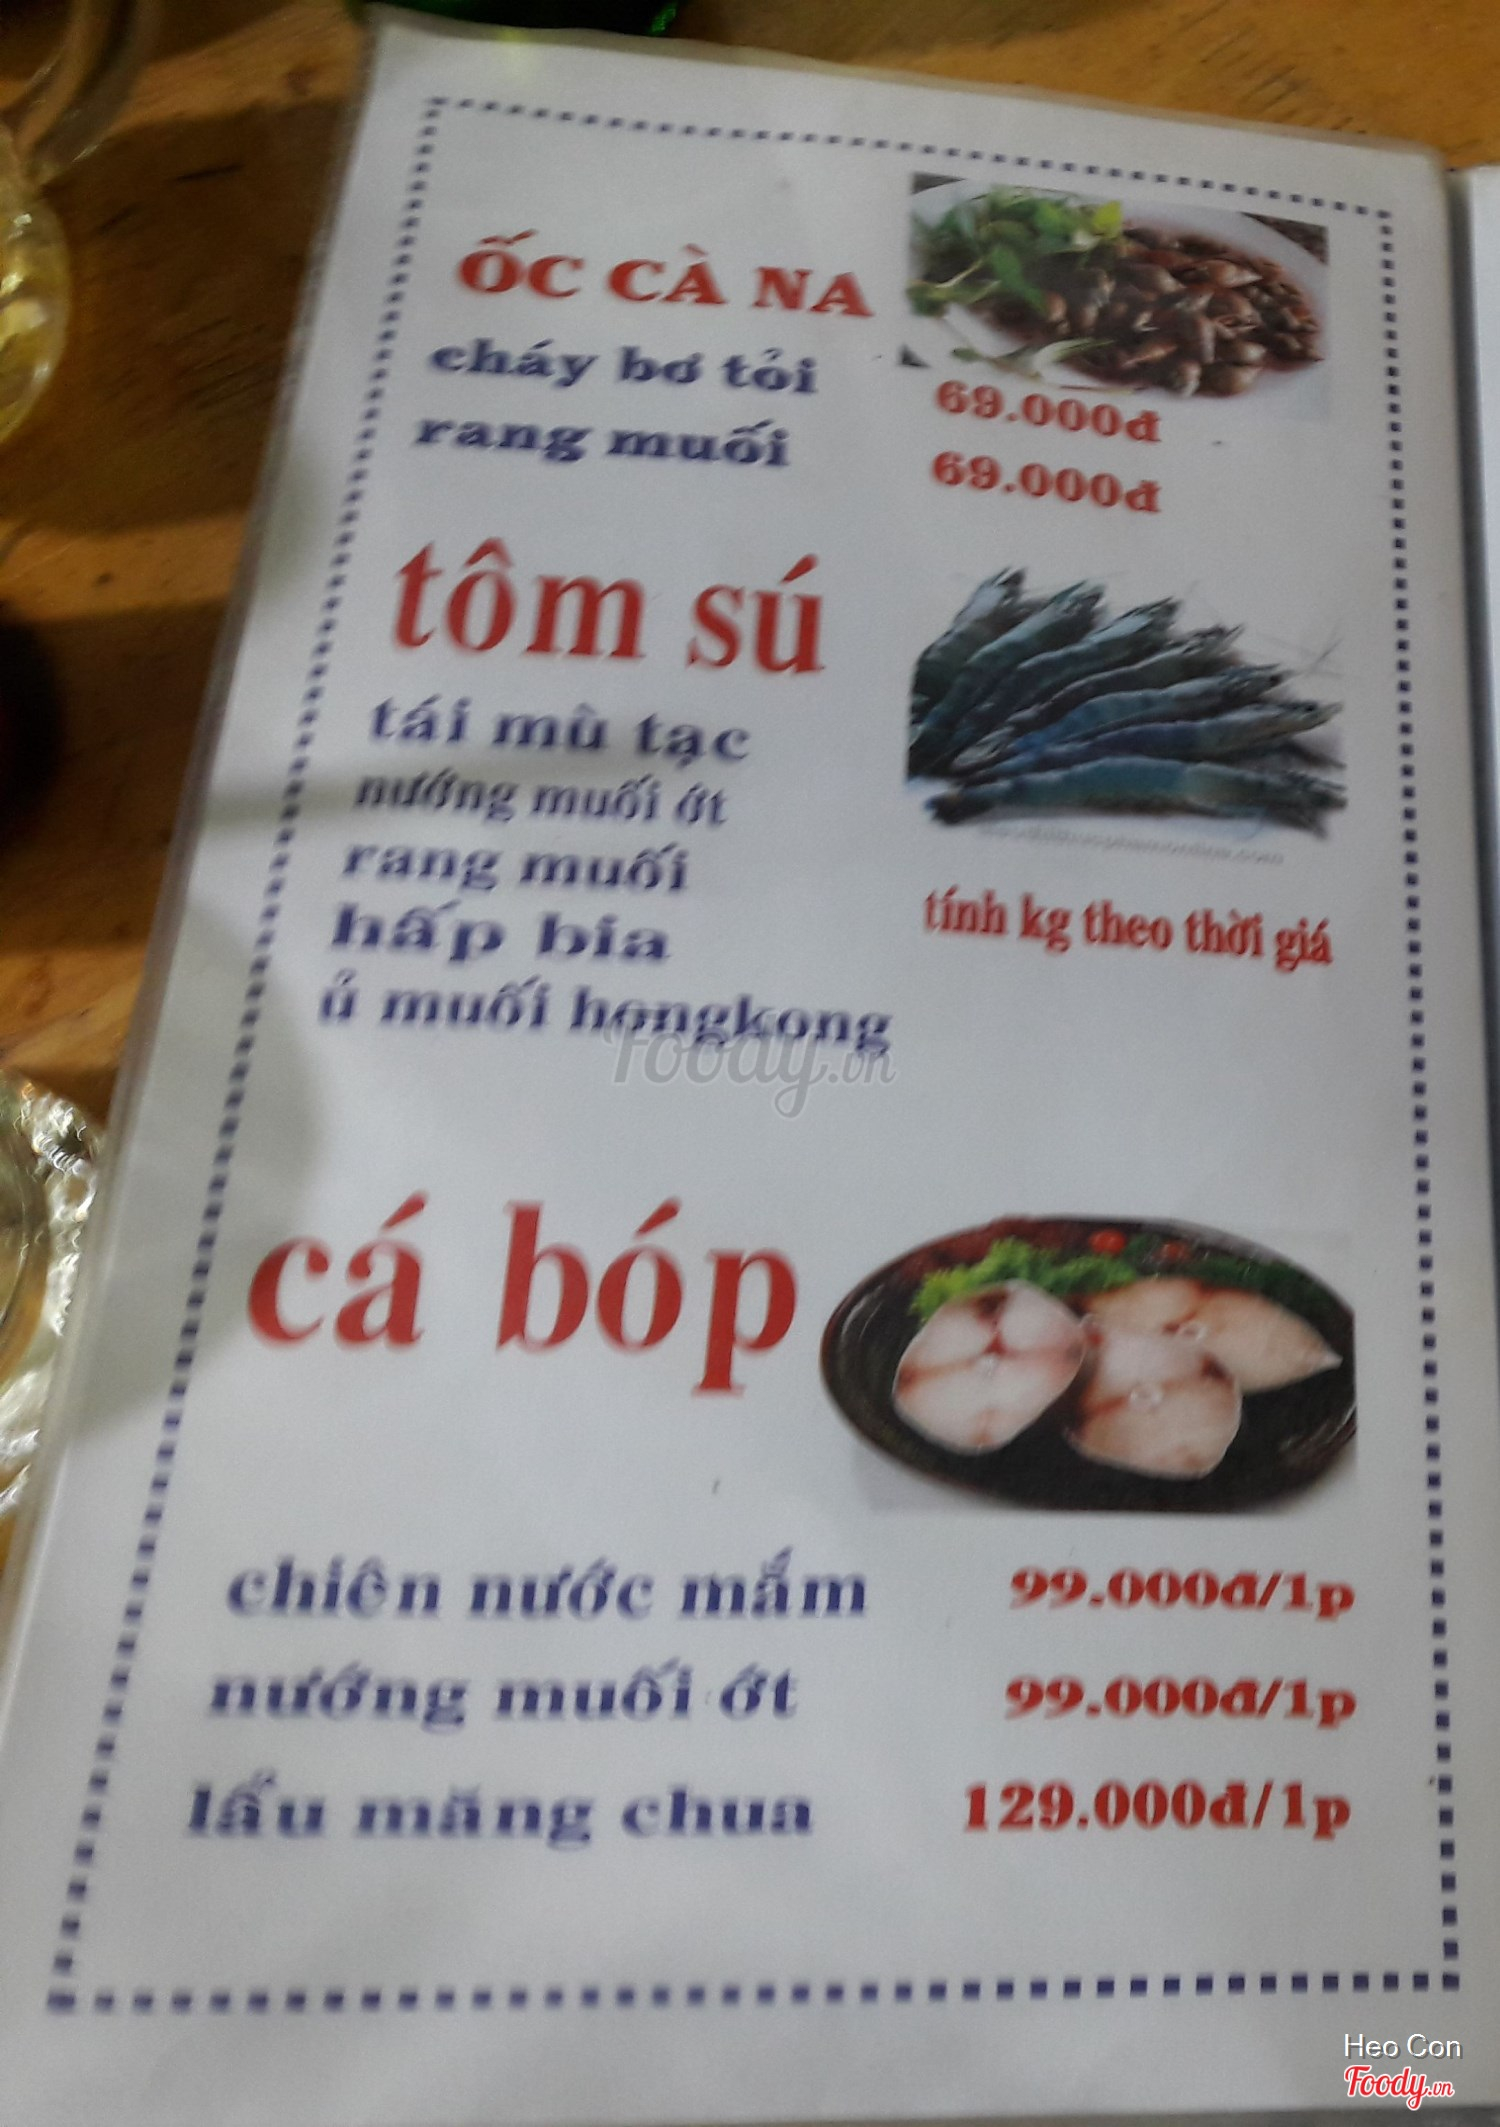 ỐC CÀ NA
cháy bơ tỏi 69.000đ
rang muối 69.000đ
tôm sú
tái mù tạc
nướng muối ớt
rang muối
hấp bia
ủ muối hongkong
tính kg theo thời giá
Foody.vn
cá bóp
chiên nước mắm 99.000đ/1p
nướng muối ớt 99.000đ/1p
lẩu măng chua 129.000đ/1p
Heo Con
Foody.vn